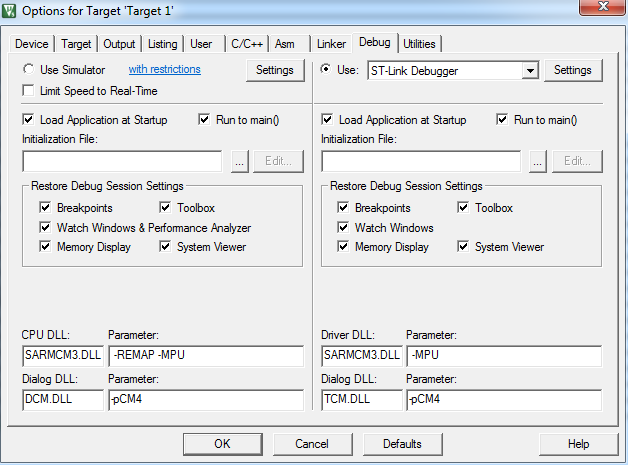 Options for Target 'Target 1'
Device Target Output Listing User C/C++ Asm Linker Debug Utilities
Use Simulator with restrictions Settings
Limit Speed to Real-Time
Load Application at Startup Run to main()
Initialization File:
... Edit...
Restore Debug Session Settings
Breakpoints Toolbox
Watch Windows & Performance Analyzer
Memory Display System Viewer
CPU DLL: Parameter:
SARMCM3.DLL -REMAP -MPU
Dialog DLL: Parameter:
DCM.DLL -pCM4
Use: ST-Link Debugger Settings
Load Application at Startup Run to main()
Initialization File:
... Edit...
Restore Debug Session Settings
Breakpoints Toolbox
Watch Windows
Memory Display System Viewer
Driver DLL: Parameter:
SARMCM3.DLL -MPU
Dialog DLL: Parameter:
TCM.DLL -pCM4
OK Cancel Defaults Help